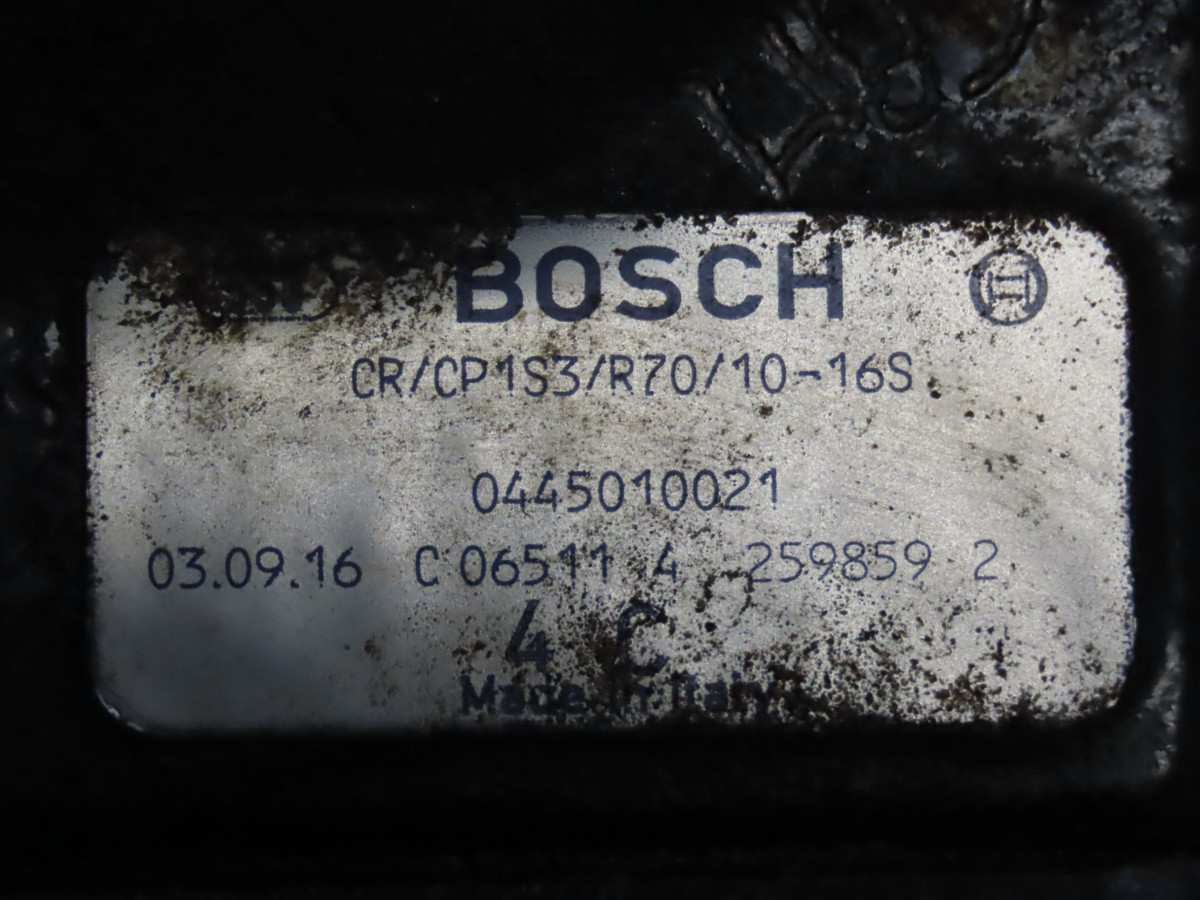 BOSCH
CR/CP1S3/R70/10-16S
0445010021
03.09.16 C 06511 4 259859 2
4 C
Made in Italy